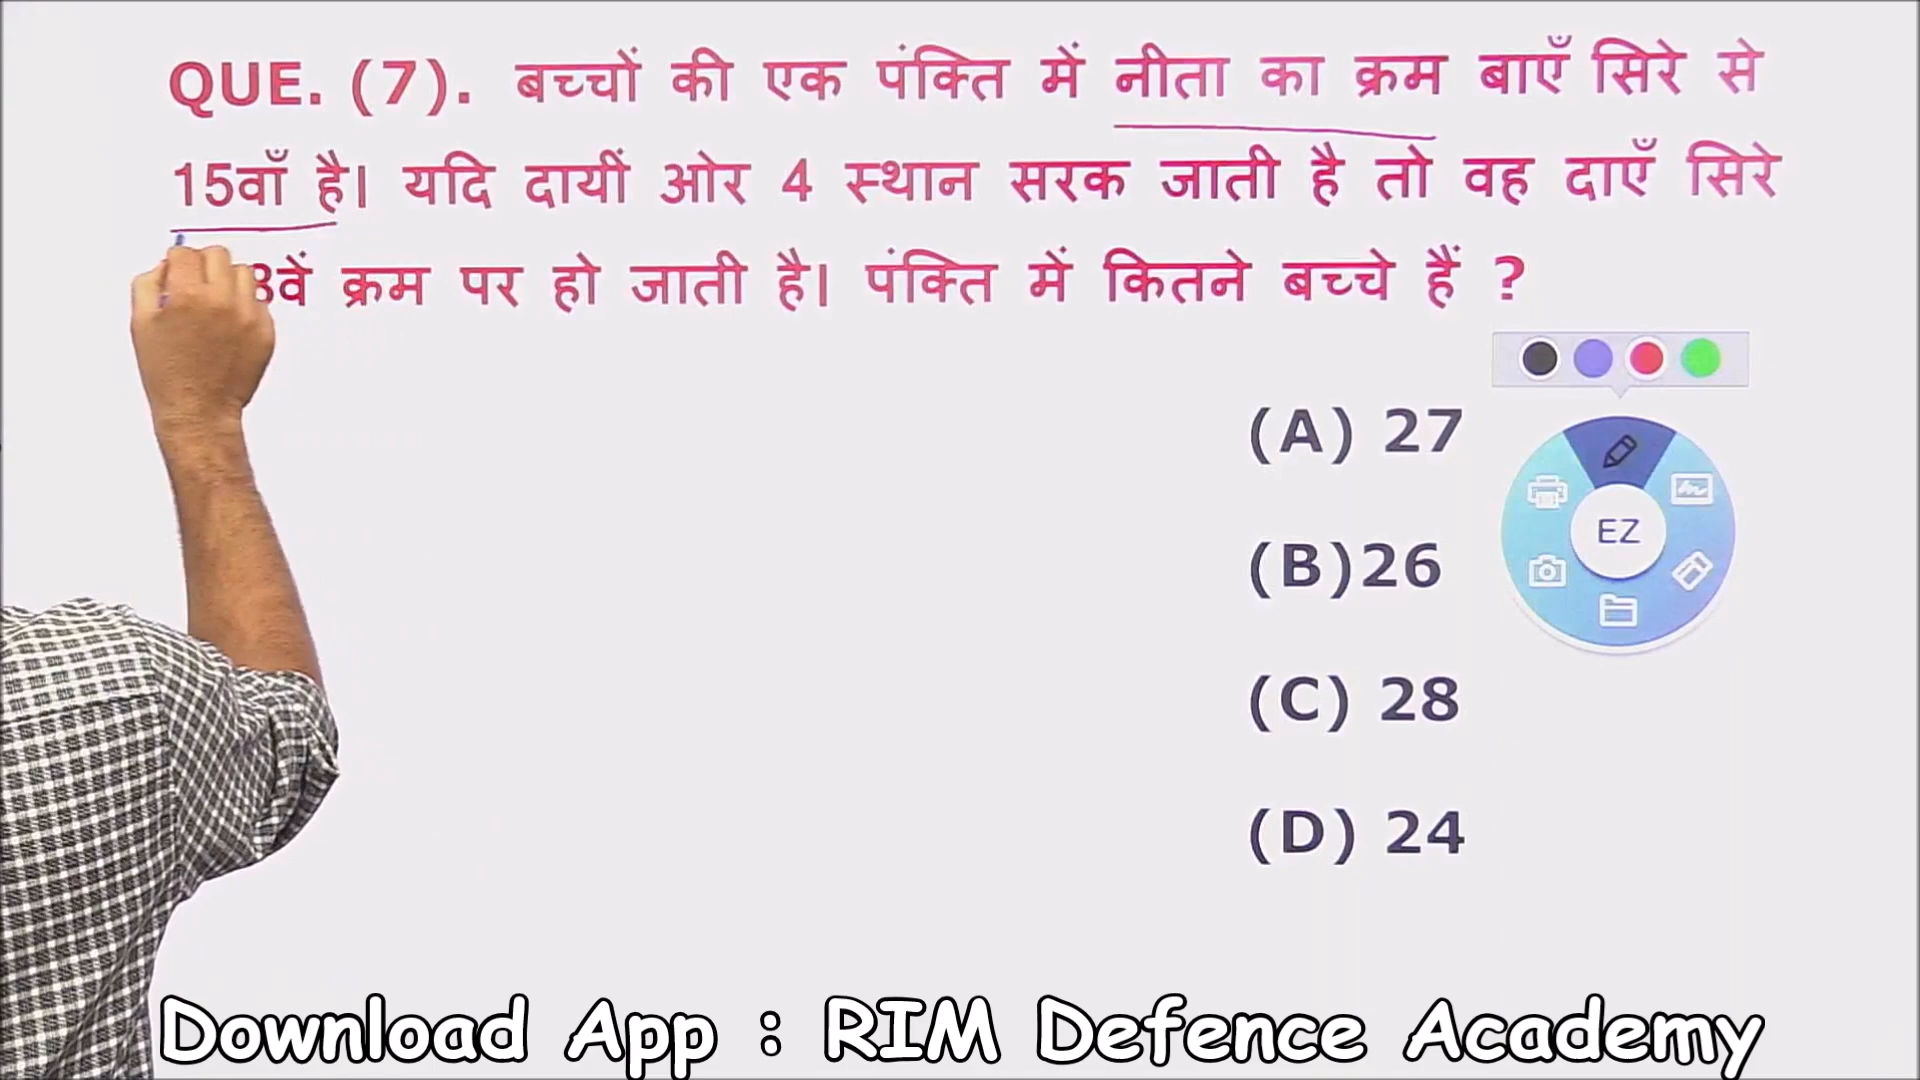 QUE. (7). बच्चों की एक पंक्ति में नीता का क्रम बाएँ सिरे से
15वाँ है। यदि दायीं ओर 4 स्थान सरक जाती है तो वह दाएँ सिरे
क्रम पर हो जाती है। पंक्ति में कितने बच्चे हैं ?
(A) 27
EZ
(B)26
(C) 28
(D) 24
Download App : RIM Defence Academy